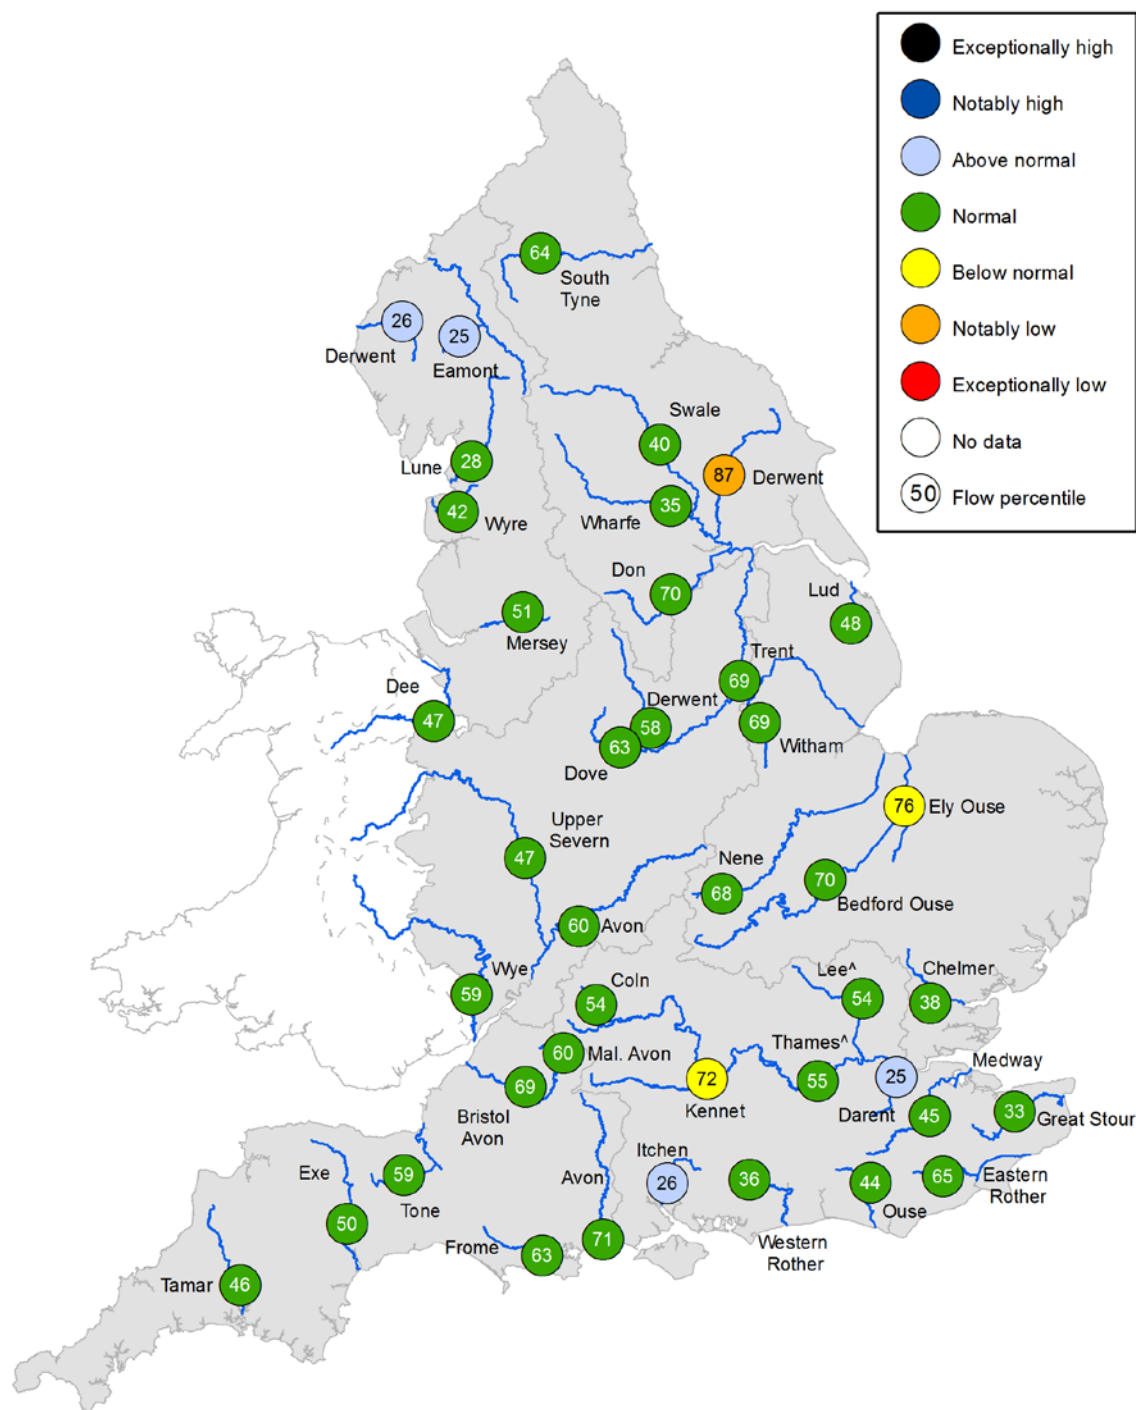 Exceptionally high
Notably high
Above normal
Normal
Below normal
Notably low
Exceptionally low
No data
50 Flow percentile
64
South
Tyne
26
Derwent
25
Eamont
Swale
40
Lune
28
87
Derwent
42
Wyre
35
Wharfe
Don
70
Lud
48
51
Mersey
Trent
69
Dee
47
Derwent
58
69
Witham
63
Dove
76
Ely Ouse
Upper
Severn
47
Nene
68
70
Bedford Ouse
60
Avon
Wye
59
Coln
54
Lee^
54
Chelmer
38
60
Mal. Avon
Thames^
55
72
Kennet
25
Darent
Medway
45
33
Great Stour
69
Bristol
Avon
Exe
59
Tone
Avon
Itchen
26
36
44
Ouse
65
Eastern
Rother
50
Frome
63
71
Western
Rother
Tamar
46